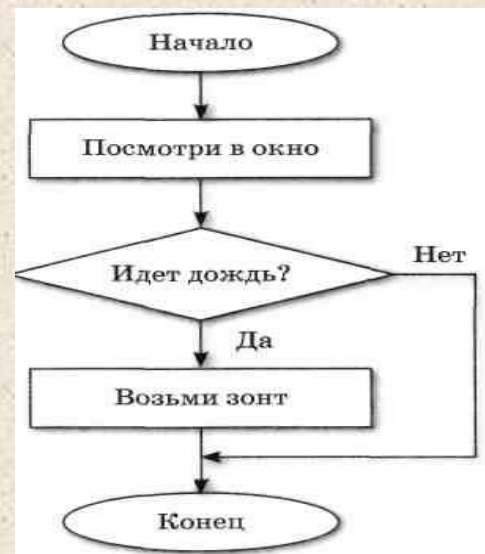 Начало
Посмотри в окно
Идет дождь?
Нет
Да
Возьми зонт
Конец